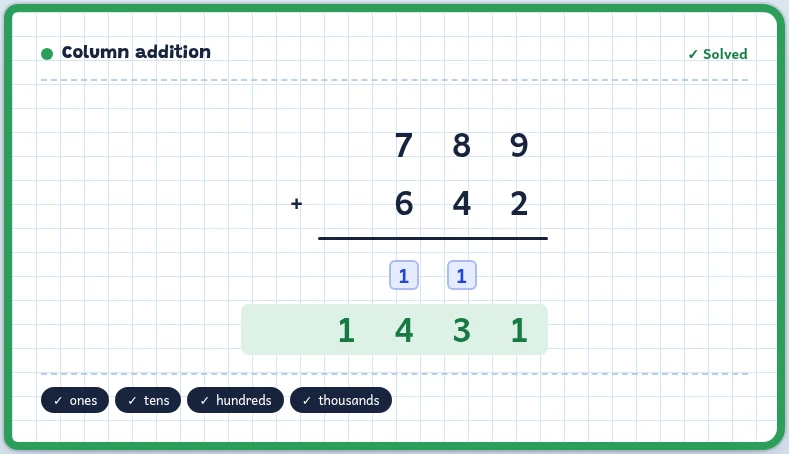 Column addition
✓ Solved
7 8 9
+ 6 4 2
1 1
1 4 3 1
✓ ones ✓ tens ✓ hundreds ✓ thousands